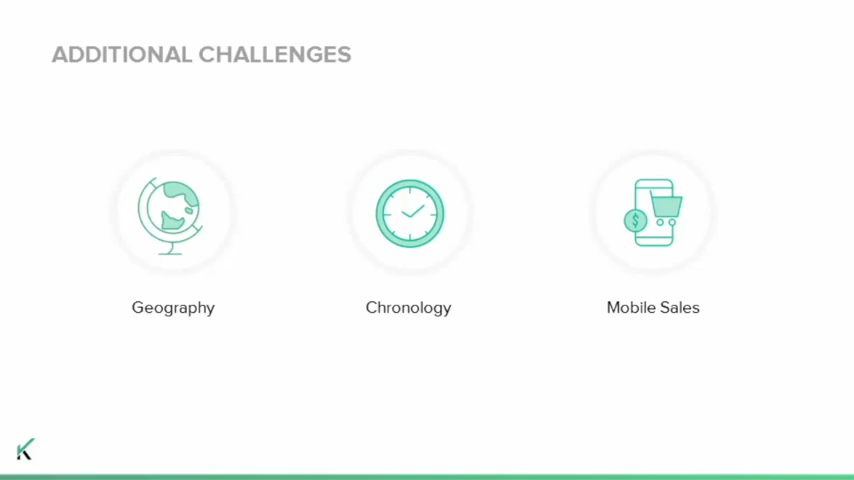 ADDITIONAL CHALLENGES
$
Geography
Chronology
Mobile Sales
K